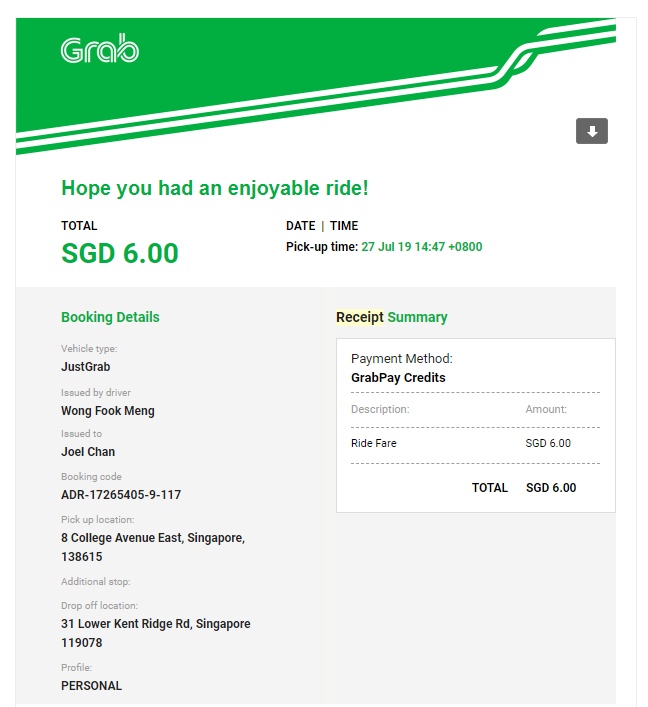 Grab
Hope you had an enjoyable ride!
TOTAL
SGD 6.00
DATE | TIME
Pick-up time: 27 Jul 19 14:47 +0800
Booking Details
Vehicle type:
JustGrab
Issued by driver
Wong Fook Meng
Issued to
Joel Chan
Booking code
ADR-17265405-9-117
Pick up location:
8 College Avenue East, Singapore,
138615
Additional stop:
Drop off location:
31 Lower Kent Ridge Rd, Singapore
119078
Profile:
PERSONAL
Receipt Summary
Payment Method:
GrabPay Credits
Description: Amount:
Ride Fare SGD 6.00
TOTAL SGD 6.00